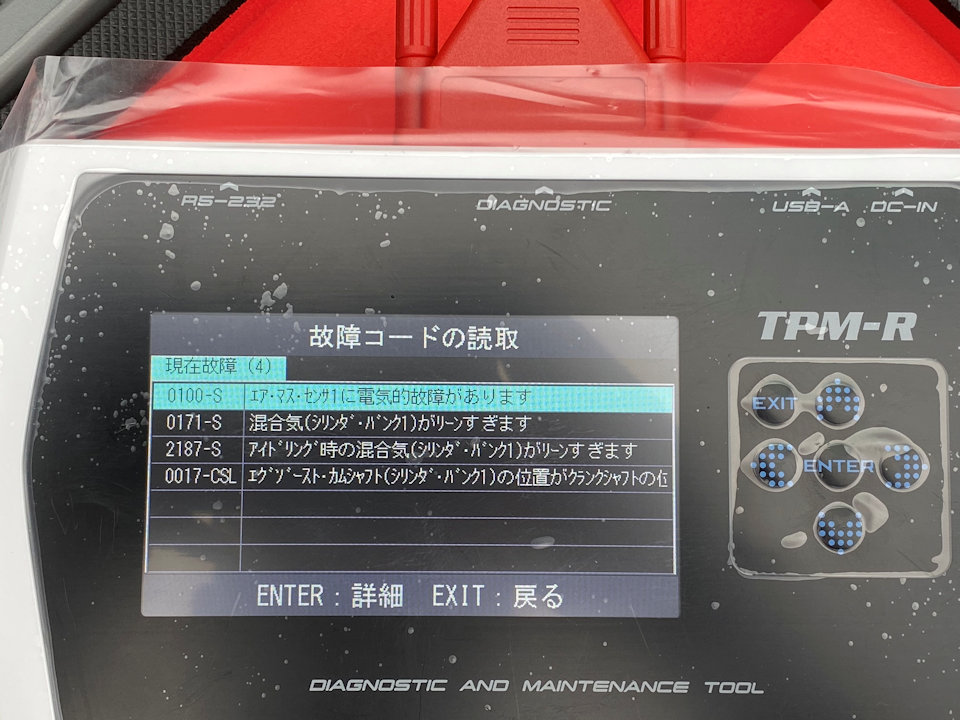 RS-232 DIAGNOSTIC USB-A DC-IN
TPM-R
故障コードの読取
現在故障 (4)
0100-S ｴｱ･ﾏｽ･ｾﾝｻ1に電気的故障があります
0171-S 混合気(ｼﾘﾝﾀﾞ･ﾊﾞﾝｸ1)がﾘｰﾝすぎます
2187-S ｱｲﾄﾞﾘﾝｸﾞ時の混合気(ｼﾘﾝﾀﾞ･ﾊﾞﾝｸ1)がﾘｰﾝすぎます
0017-CSL ｴｸﾞｿﾞｰｽﾄ･ｶﾑｼｬﾌﾄ(ｼﾘﾝﾀﾞ･ﾊﾞﾝｸ1)の位置がｸﾗﾝｸｼｬﾌﾄの位
ENTER : 詳細 EXIT : 戻る
EXIT
ENTER
DIAGNOSTIC AND MAINTENANCE TOOL